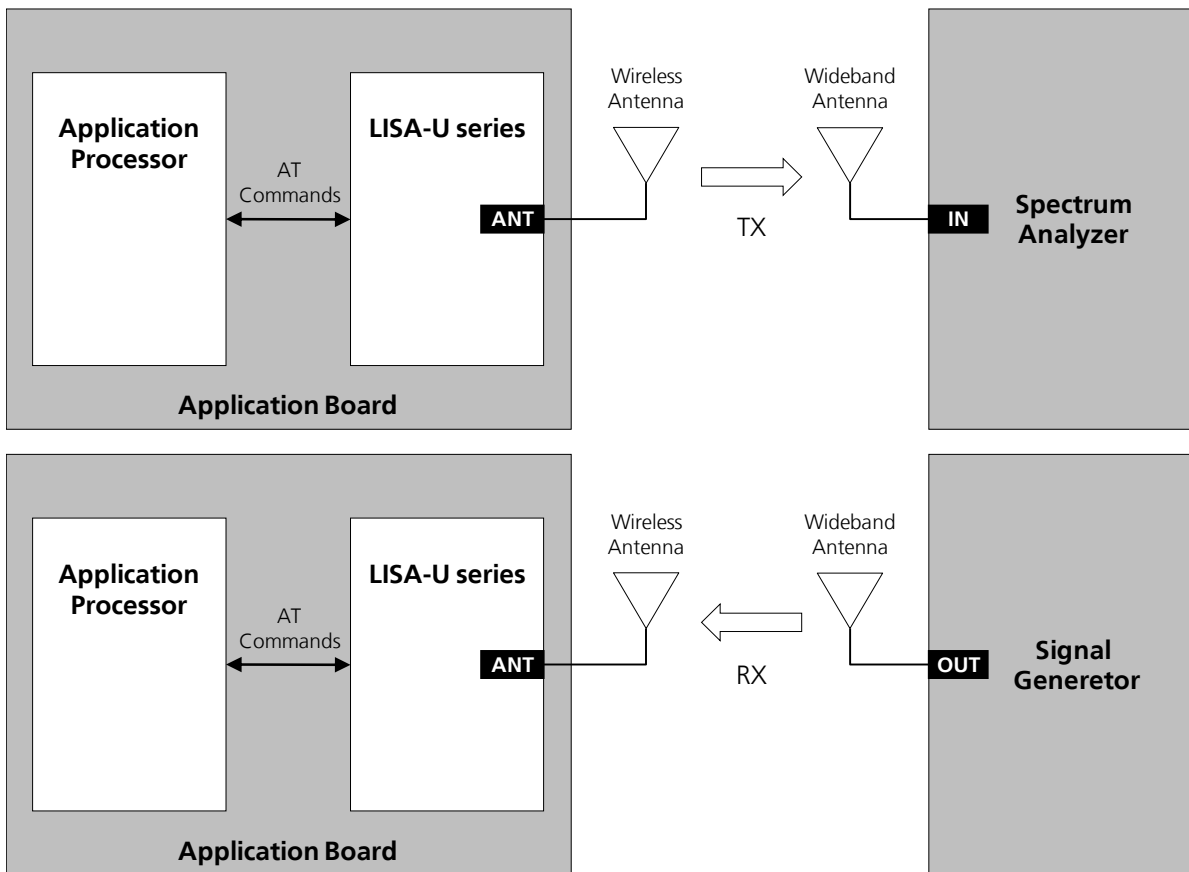 Wireless
Antenna
Wideband
Antenna
Application
Processor
LISA-U series
AT
Commands
ANT
TX
IN
Spectrum
Analyzer
Application Board
Wireless
Antenna
Wideband
Antenna
Application
Processor
LISA-U series
AT
Commands
ANT
RX
OUT
Signal
Generetor
Application Board